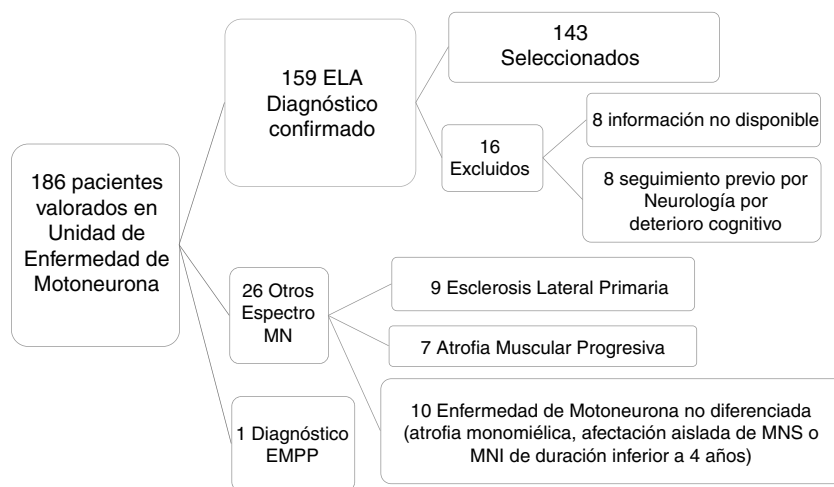 186 pacientes
valorados en
Unidad de
Enfermedad de
Motoneurona
159 ELA
Diagnóstico
confirmado
143
Seleccionados
16
Excluidos
8 información no disponible
8 seguimiento previo por
Neurología por
deterioro cognitivo
26 Otros
Espectro
MN
9 Esclerosis Lateral Primaria
7 Atrofia Muscular Progresiva
10 Enfermedad de Motoneurona no diferenciada
(atrofia monomiélica, afectación aislada de MNS o
MNI de duración inferior a 4 años)
1 Diagnóstico
EMPP